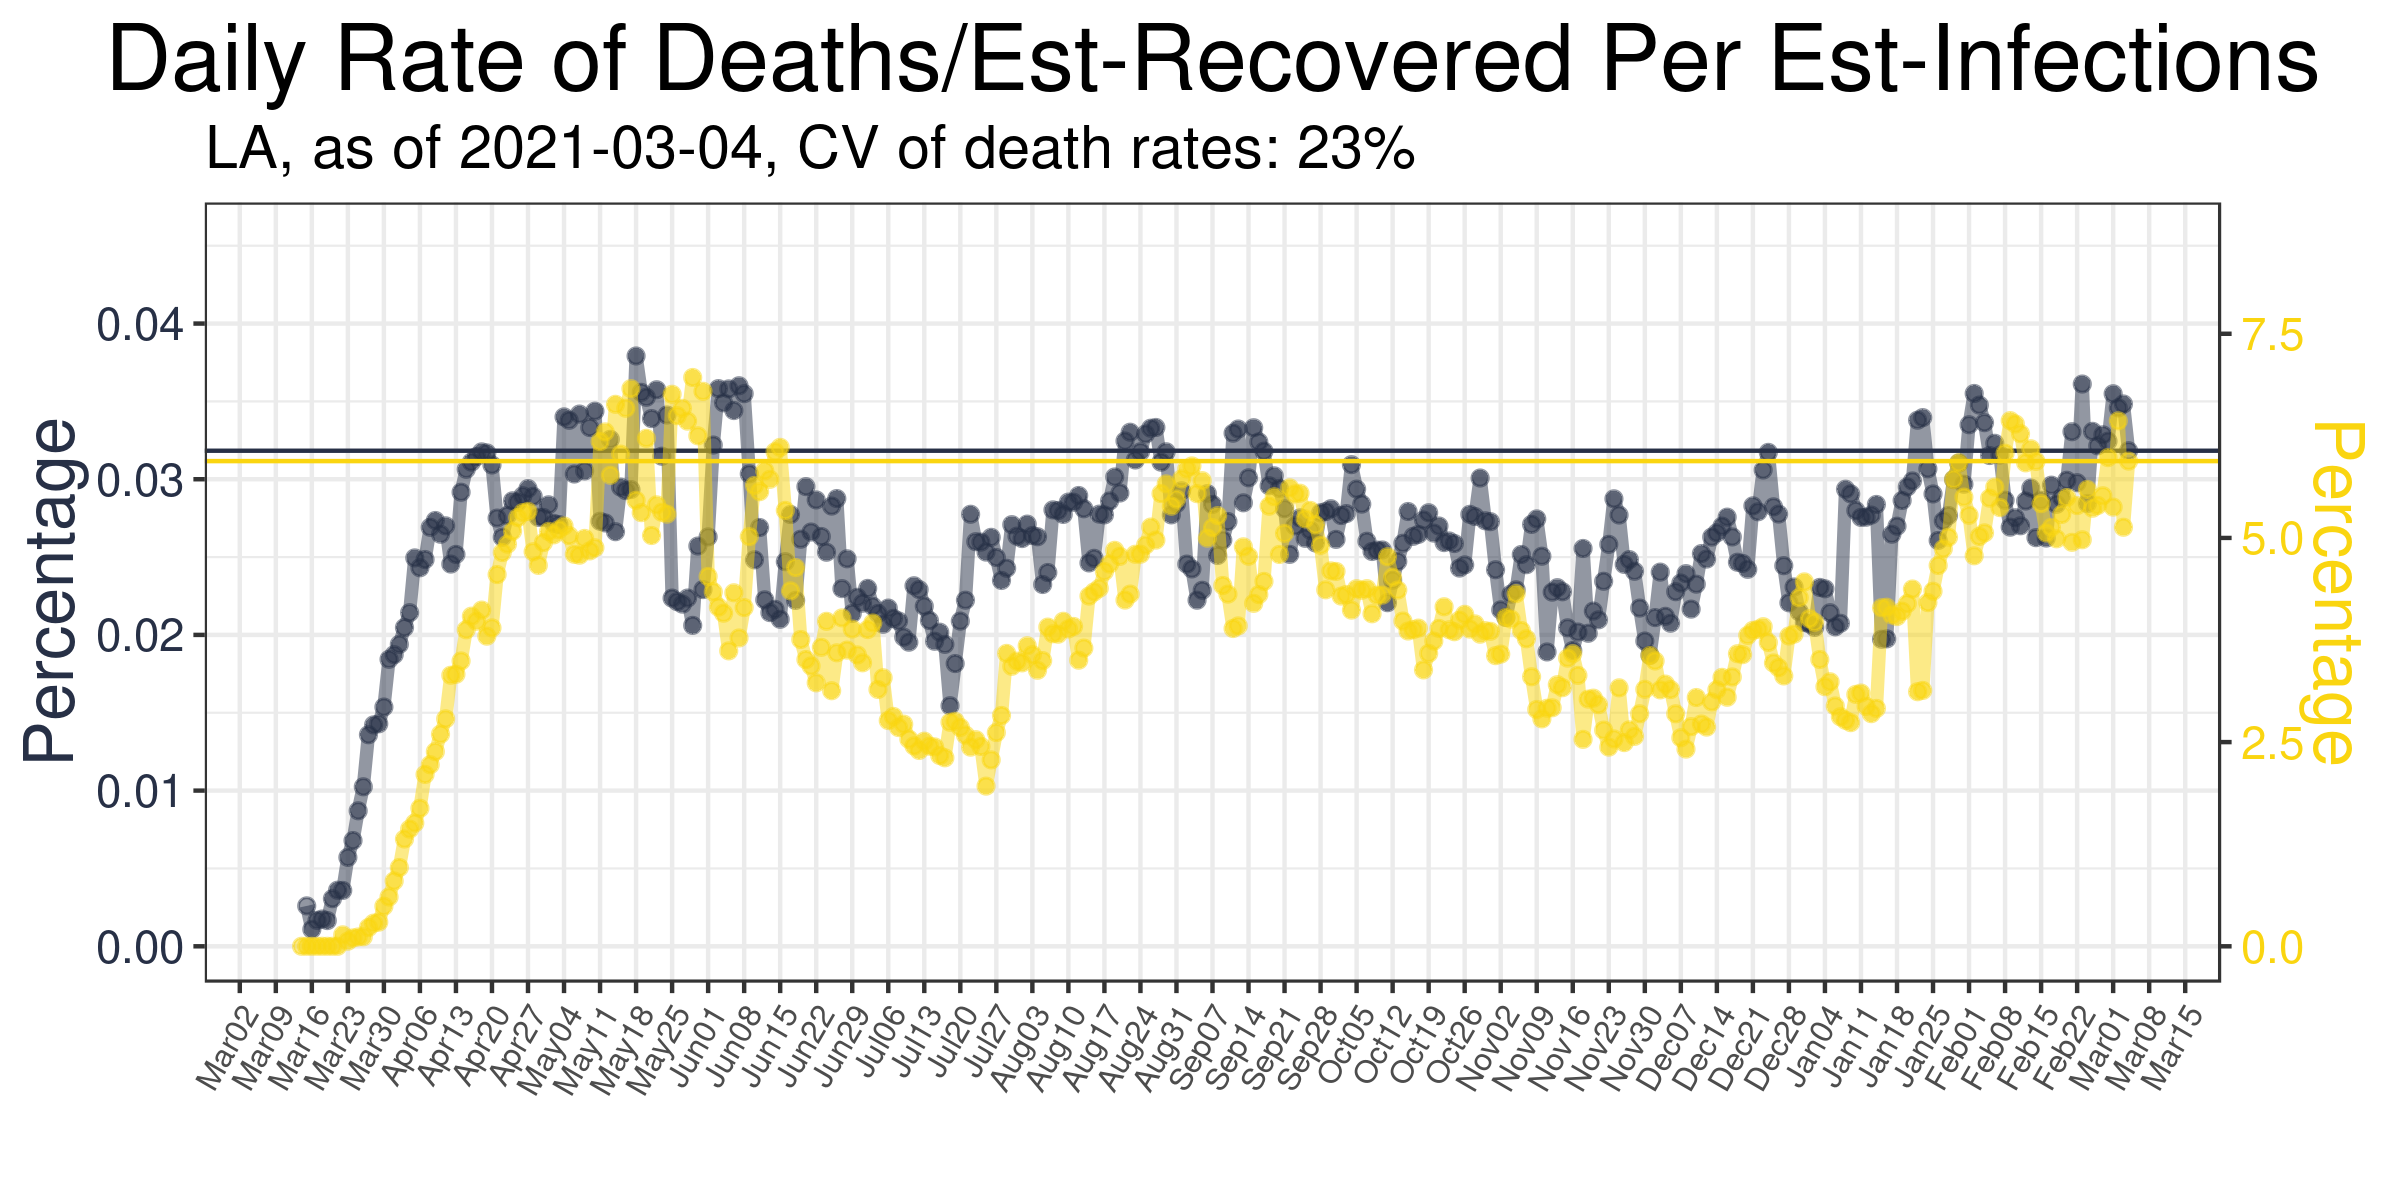 Daily Rate of Deaths/Est-Recovered Per Est-Infections
LA, as of 2021-03-04, CV of death rates: 23%
Percentage
0.04
0.03
0.02
0.01
0.00
7.5
5.0
2.5
0.0
Percentage
Mar02 Mar09 Mar16 Mar23 Mar30 Apr06 Apr13 Apr20 Apr27 May04 May11 May18 May25 Jun01 Jun08 Jun15 Jun22 Jun29 Jul06 Jul13 Jul20 Jul27 Aug03 Aug10 Aug17 Aug24 Aug31 Sep07 Sep14 Sep21 Sep28 Oct05 Oct12 Oct19 Oct26 Nov02 Nov09 Nov16 Nov23 Nov30 Dec07 Dec14 Dec21 Dec28 Jan04 Jan11 Jan18 Jan25 Feb01 Feb08 Feb15 Feb22 Mar01 Mar08 Mar15